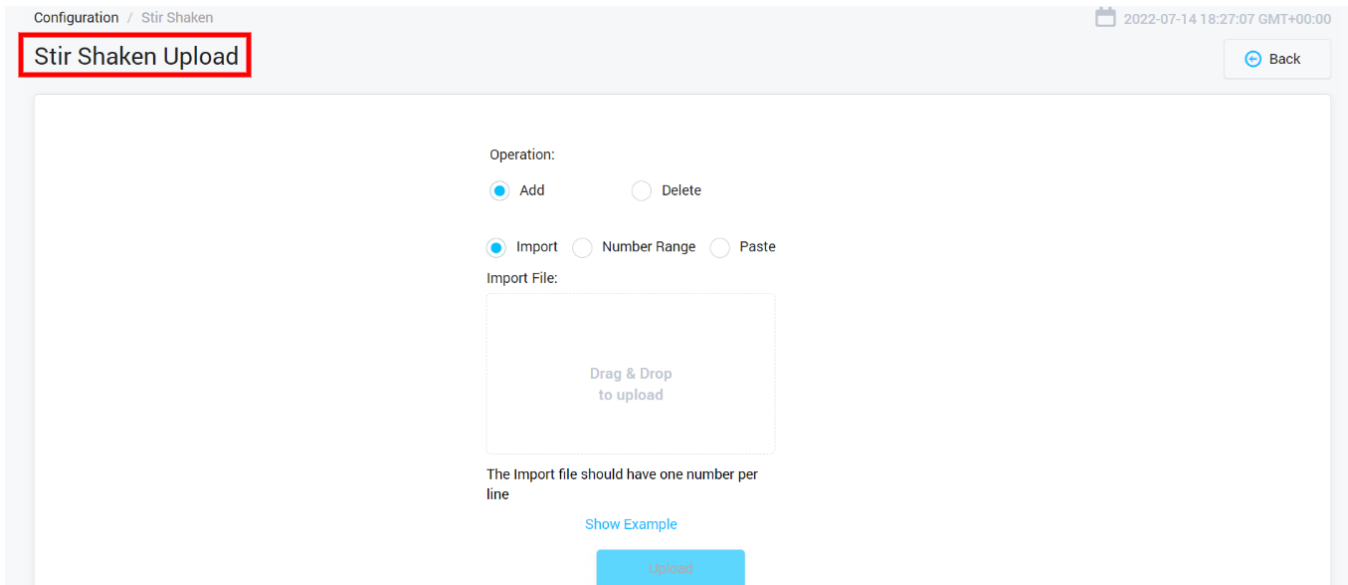 Configuration / Stir Shaken
2022-07-14 18:27:07 GMT+00:00
Stir Shaken Upload
Back
Operation:
Add
Delete
Import
Number Range
Paste
Import File:
Drag & Drop
to upload
The Import file should have one number per
line
Show Example
Upload